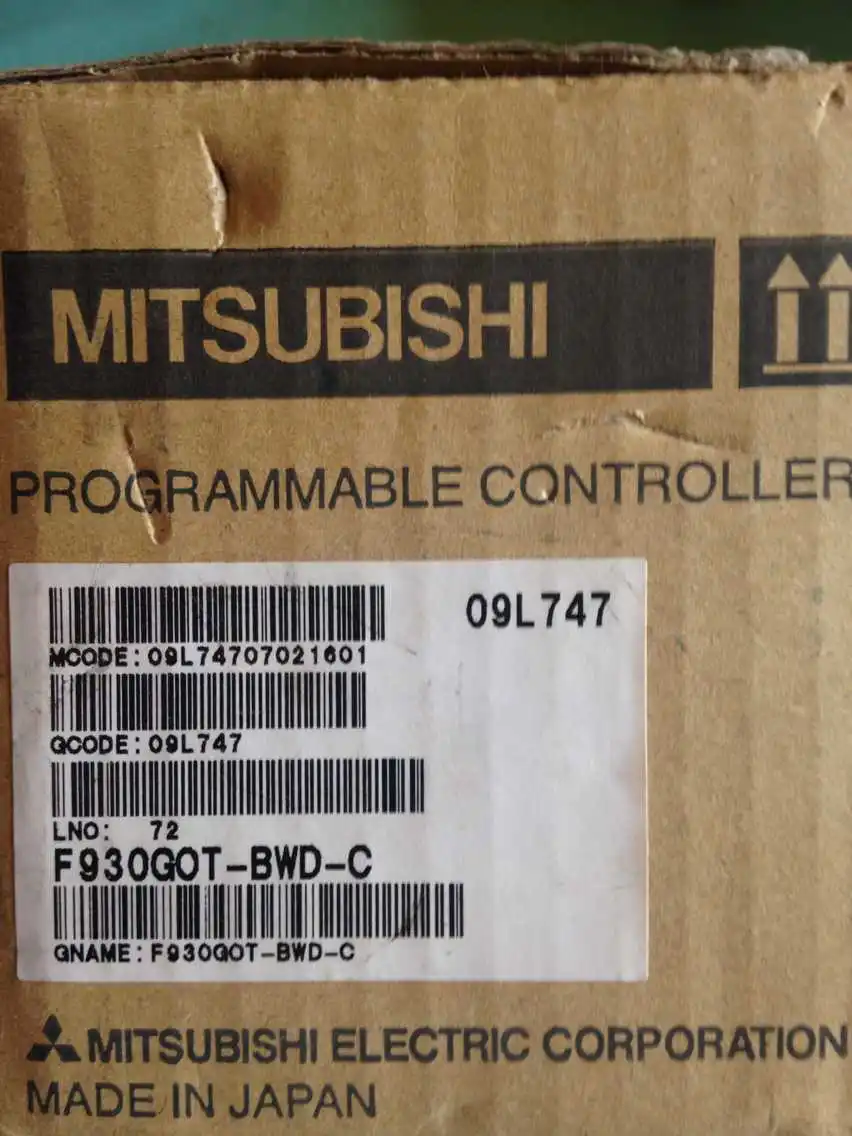 MITSUBISHI
PROGRAMMABLE CONTROLLER
09L747
MCODE:09L74707021601
QCODE:09L747
LNO: 72
F930GOT-BWD-C
GNAME:F930GOT-BWD-C
MITSUBISHI ELECTRIC CORPORATION
MADE IN JAPAN